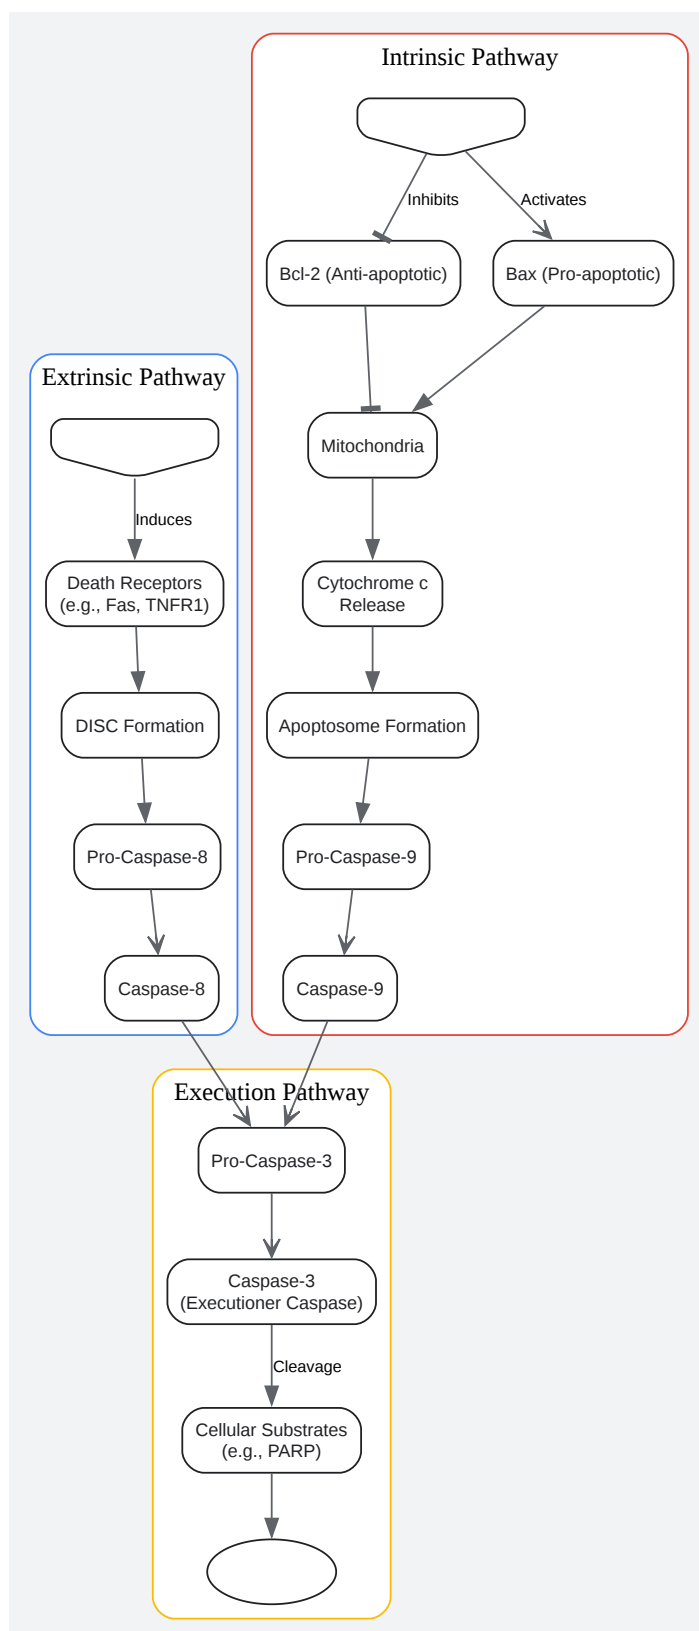 Intrinsic Pathway
Inhibits
Activates
Bcl-2 (Anti-apoptotic)
Bax (Pro-apoptotic)
Mitochondria
Cytochrome c
Release
Apoptosome Formation
Pro-Caspase-9
Caspase-9
Extrinsic Pathway
Induces
Death Receptors
(e.g., Fas, TNFR1)
DISC Formation
Pro-Caspase-8
Caspase-8
Execution Pathway
Pro-Caspase-3
Caspase-3
(Executioner Caspase)
Cleavage
Cellular Substrates
(e.g., PARP)